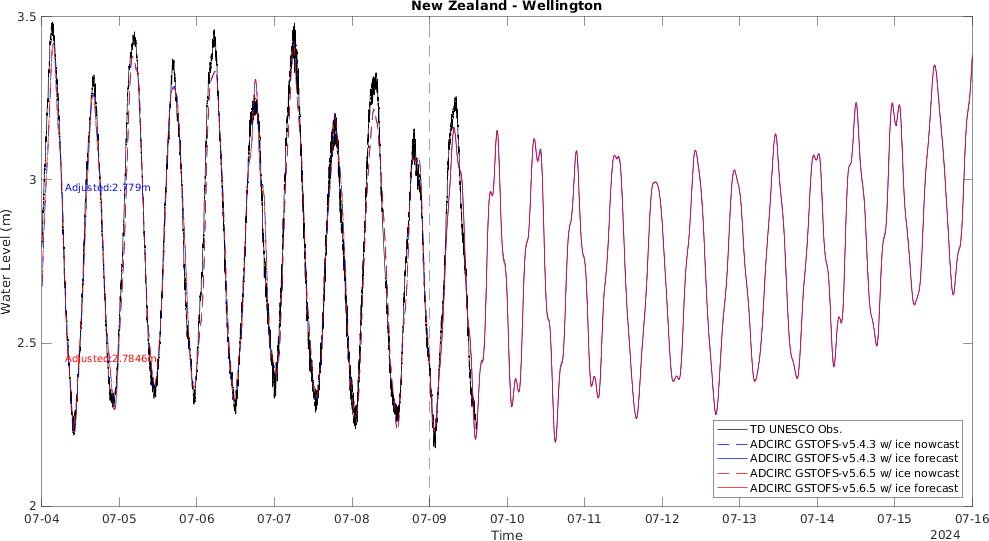 New Zealand - Wellington
3.5
3
2.5
2
Water Level (m)
Adjusted:2.779m
Adjusted:2.7846m
TD UNESCO Obs.
ADCIRC GSTOFS-v5.4.3 w/ ice nowcast
ADCIRC GSTOFS-v5.4.3 w/ ice forecast
ADCIRC GSTOFS-v5.6.5 w/ ice nowcast
ADCIRC GSTOFS-v5.6.5 w/ ice forecast
07-04 07-05 07-06 07-07 07-08 07-09 07-10 07-11 07-12 07-13 07-14 07-15 07-16
Time
2024